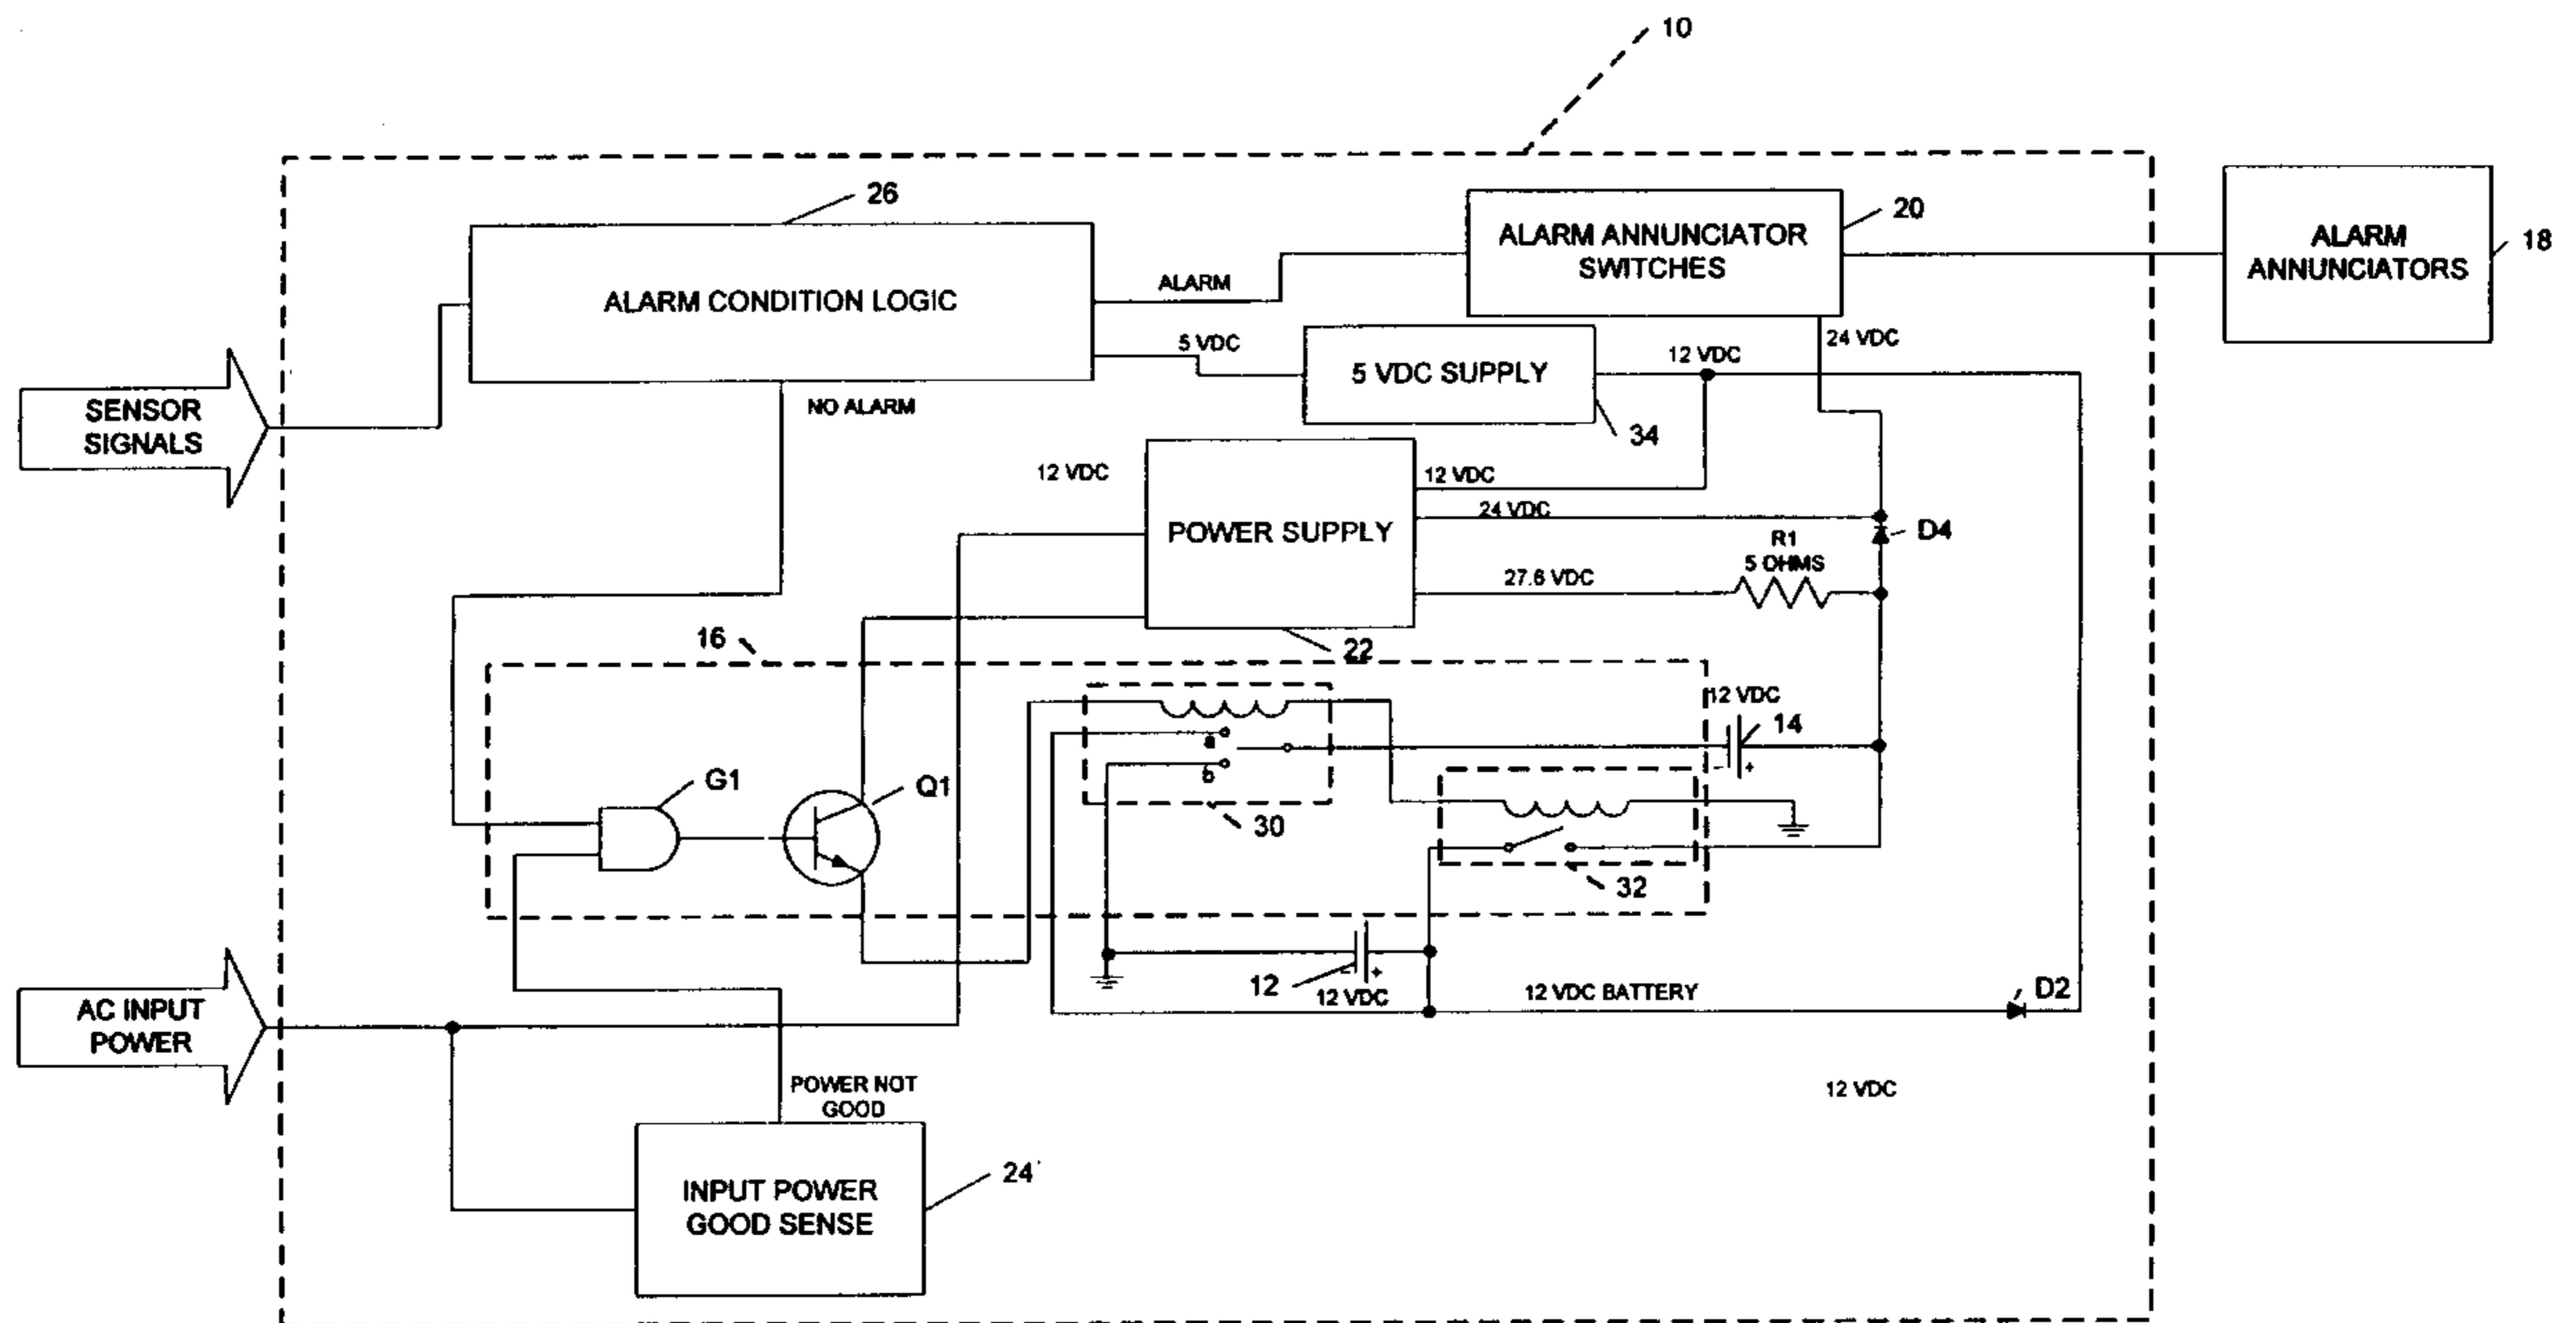 10
26
ALARM CONDITION LOGIC
ALARM ANNUNCIATOR
SWITCHES
20
ALARM
ANNUNCIATORS
18
ALARM
5 VDC
5 VDC SUPPLY
34
12 VDC
24 VDC
SENSOR
SIGNALS
NO ALARM
12 VDC
POWER SUPPLY
22
12 VDC
24 VDC
27.6 VDC
R1
5 OHMS
D4
16
12 VDC
14
- +
a
b
30
G1
Q1
32
12
- +
12 VDC
12 VDC BATTERY
D2
AC INPUT
POWER
POWER NOT
GOOD
12 VDC
INPUT POWER
GOOD SENSE
24